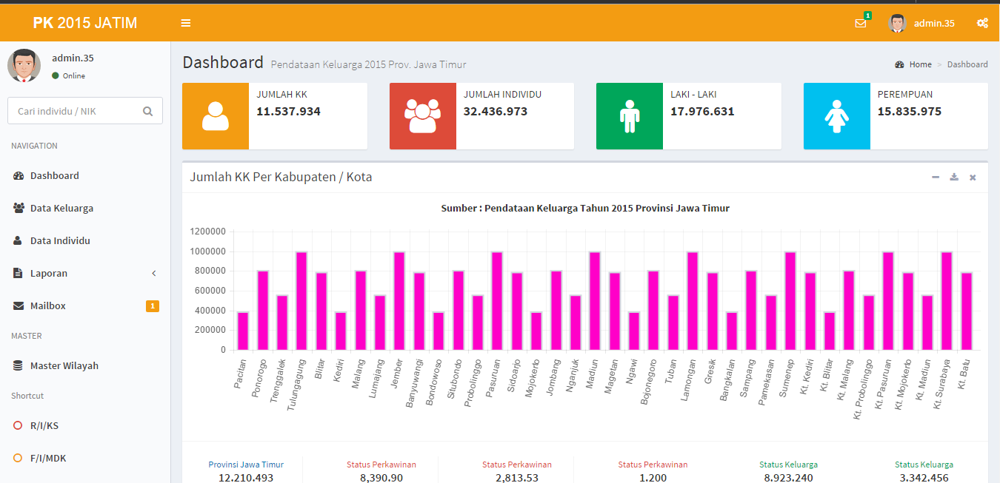 PK 2015 JATIM
1
admin.35
admin.35
Online
Cari individu / NIK
NAVIGATION
Dashboard
Data Keluarga
Data Individu
Laporan
Mailbox
1
MASTER
Master Wilayah
Shortcut
R/I/KS
F/I/MDK
Dashboard Pendataan Keluarga 2015 Prov. Jawa Timur
Home > Dashboard
JUMLAH KK
11.537.934
JUMLAH INDIVIDU
32.436.973
LAKI - LAKI
17.976.631
PEREMPUAN
15.835.975
Jumlah KK Per Kabupaten / Kota
Sumber : Pendataan Keluarga Tahun 2015 Provinsi Jawa Timur
1200000
1000000
800000
600000
400000
200000
0
Pacitan
Ponorogo
Trenggalek
Tulungagung
Blitar
Kediri
Malang
Lumajang
Jember
Banyuwangi
Bondowoso
Situbondo
Probolinggo
Pasuruan
Sidoarjo
Mojokerto
Jombang
Nganjuk
Madiun
Magetan
Ngawi
Bojonegoro
Tuban
Lamongan
Gresik
Bangkalan
Sampang
Pamekasan
Sumenep
Kt. Kediri
Kt. Blitar
Kt. Malang
Kt. Probolinggo
Kt. Pasuruan
Kt. Mojokerto
Kt. Madiun
Kt. Surabaya
Kt. Batu
Provinsi Jawa Timur
12.210.493
Status Perkawinan
8,390.90
Status Perkawinan
2,813.53
Status Perkawinan
1.200
Status Keluarga
8.923.240
Status Keluarga
3.342.456